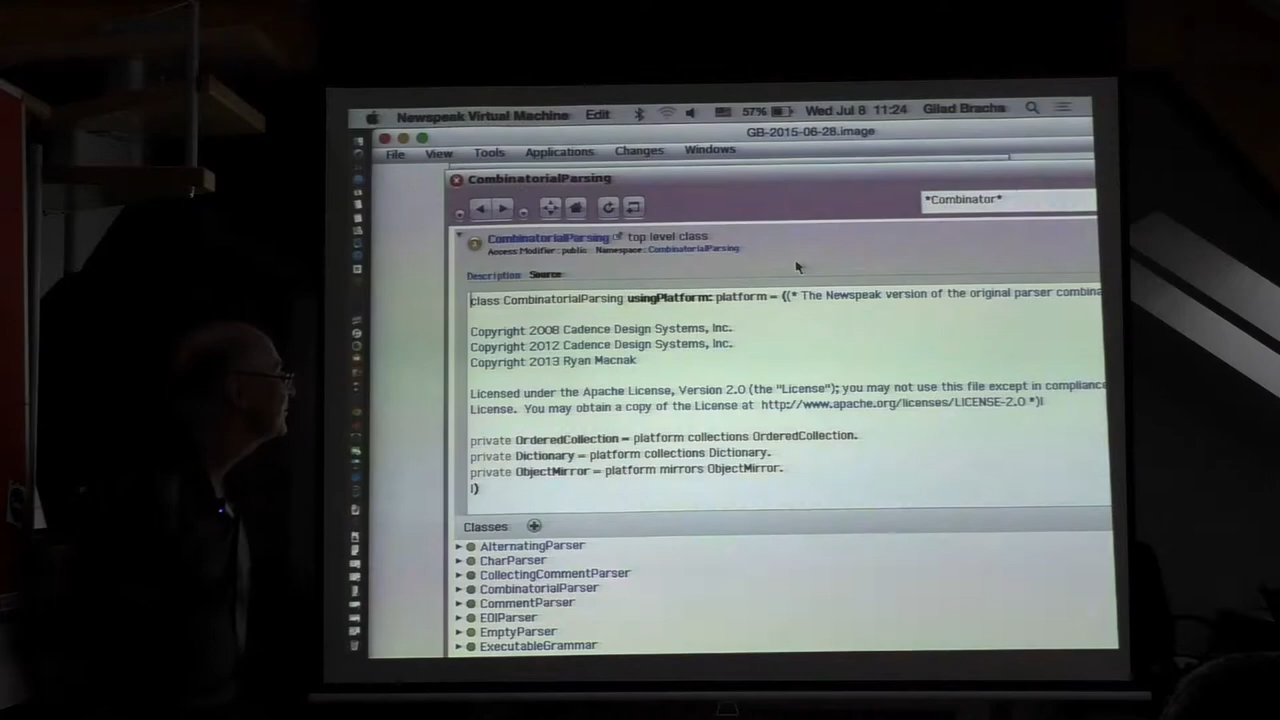 Newspeak Virtual Machine Edit 57% Wed Jul 8 11:24 Gilad Bracha
GB-2015-06-28.image
File View Tools Applications Changes Windows
CombinatorialParsing
*Combinator*
CombinatorialParsing top level class
Access Modifier : public Namespace : CombinatorialParsing
Description Source
class CombinatorialParsing usingPlatform: platform = ((* The Newspeak version of the original parser combina
Copyright 2008 Cadence Design Systems, Inc.
Copyright 2012 Cadence Design Systems, Inc.
Copyright 2013 Ryan Macnak
Licensed under the Apache License, Version 2.0 (the "License"); you may not use this file except in compliance
License. You may obtain a copy of the License at http://www.apache.org/licenses/LICENSE-2.0 *)|
private OrderedCollection = platform collections OrderedCollection.
private Dictionary = platform collections Dictionary.
private ObjectMirror = platform mirrors ObjectMirror.
|)
Classes
AlternatingParser
CharParser
CollectingCommentParser
CombinatorialParser
CommentParser
EOIParser
EmptyParser
ExecutableGrammar